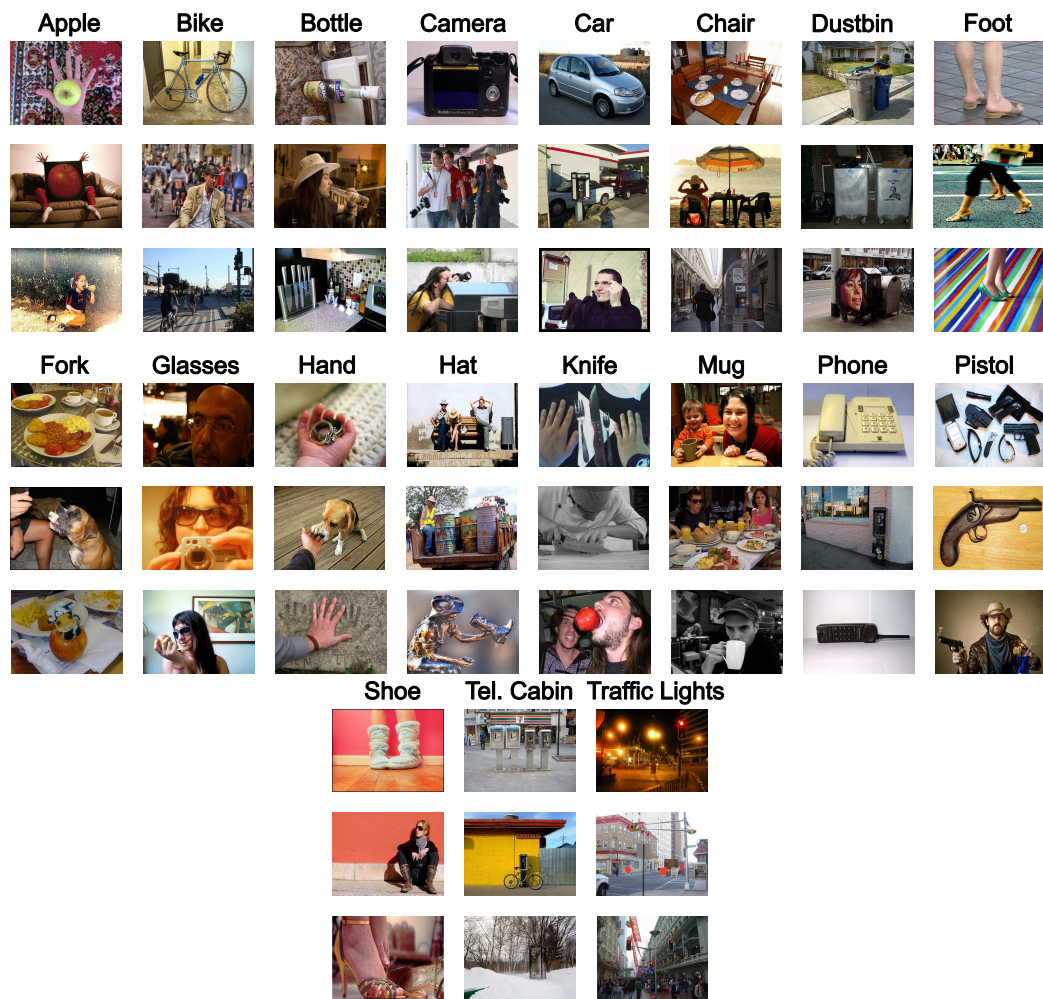 Apple Bike Bottle Camera Car Chair Dustbin Foot
Fork Glasses Hand Hat Knife Mug Phone Pistol
Shoe Tel. Cabin Traffic Lights